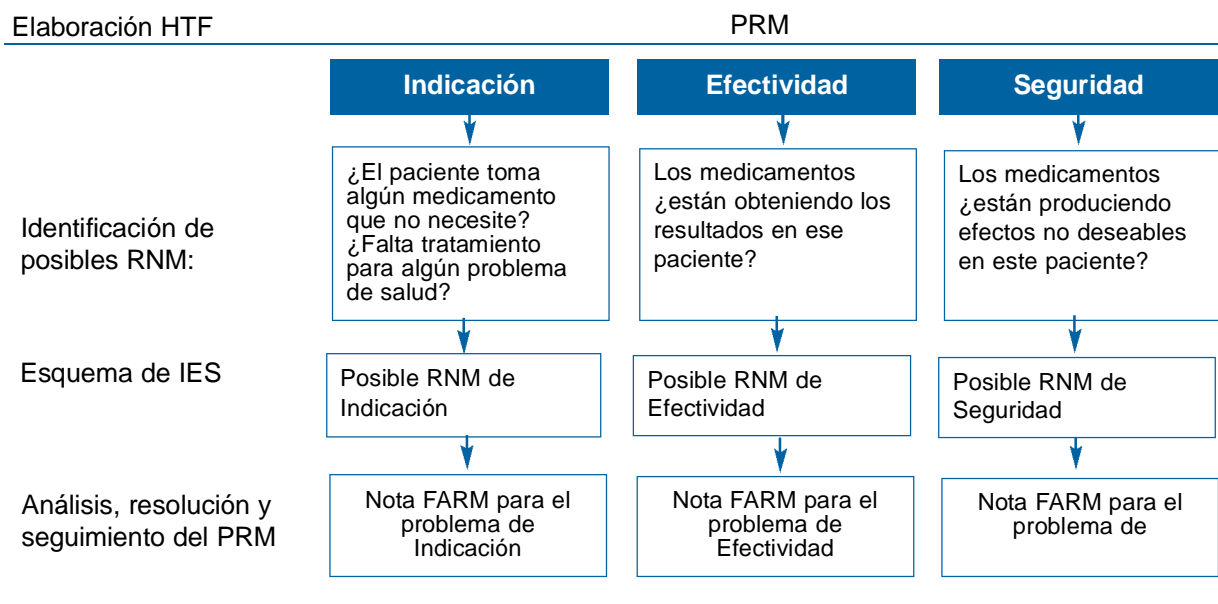 Elaboración HTF
PRM
Indicación
Efectividad
Seguridad
Identificación de
posibles RNM:
¿El paciente toma
algún medicamento
que no necesite?
¿Falta tratamiento
para algún problema
de salud?
Los medicamentos
¿están obteniendo los
resultados en ese
paciente?
Los medicamentos
¿están produciendo
efectos no deseables
en este paciente?
Esquema de IES
Posible RNM de
Indicación
Posible RNM de
Efectividad
Posible RNM de
Seguridad
Análisis, resolución y
seguimiento del PRM
Nota FARM para el
problema de
Indicación
Nota FARM para el
problema de
Efectividad
Nota FARM para el
problema de